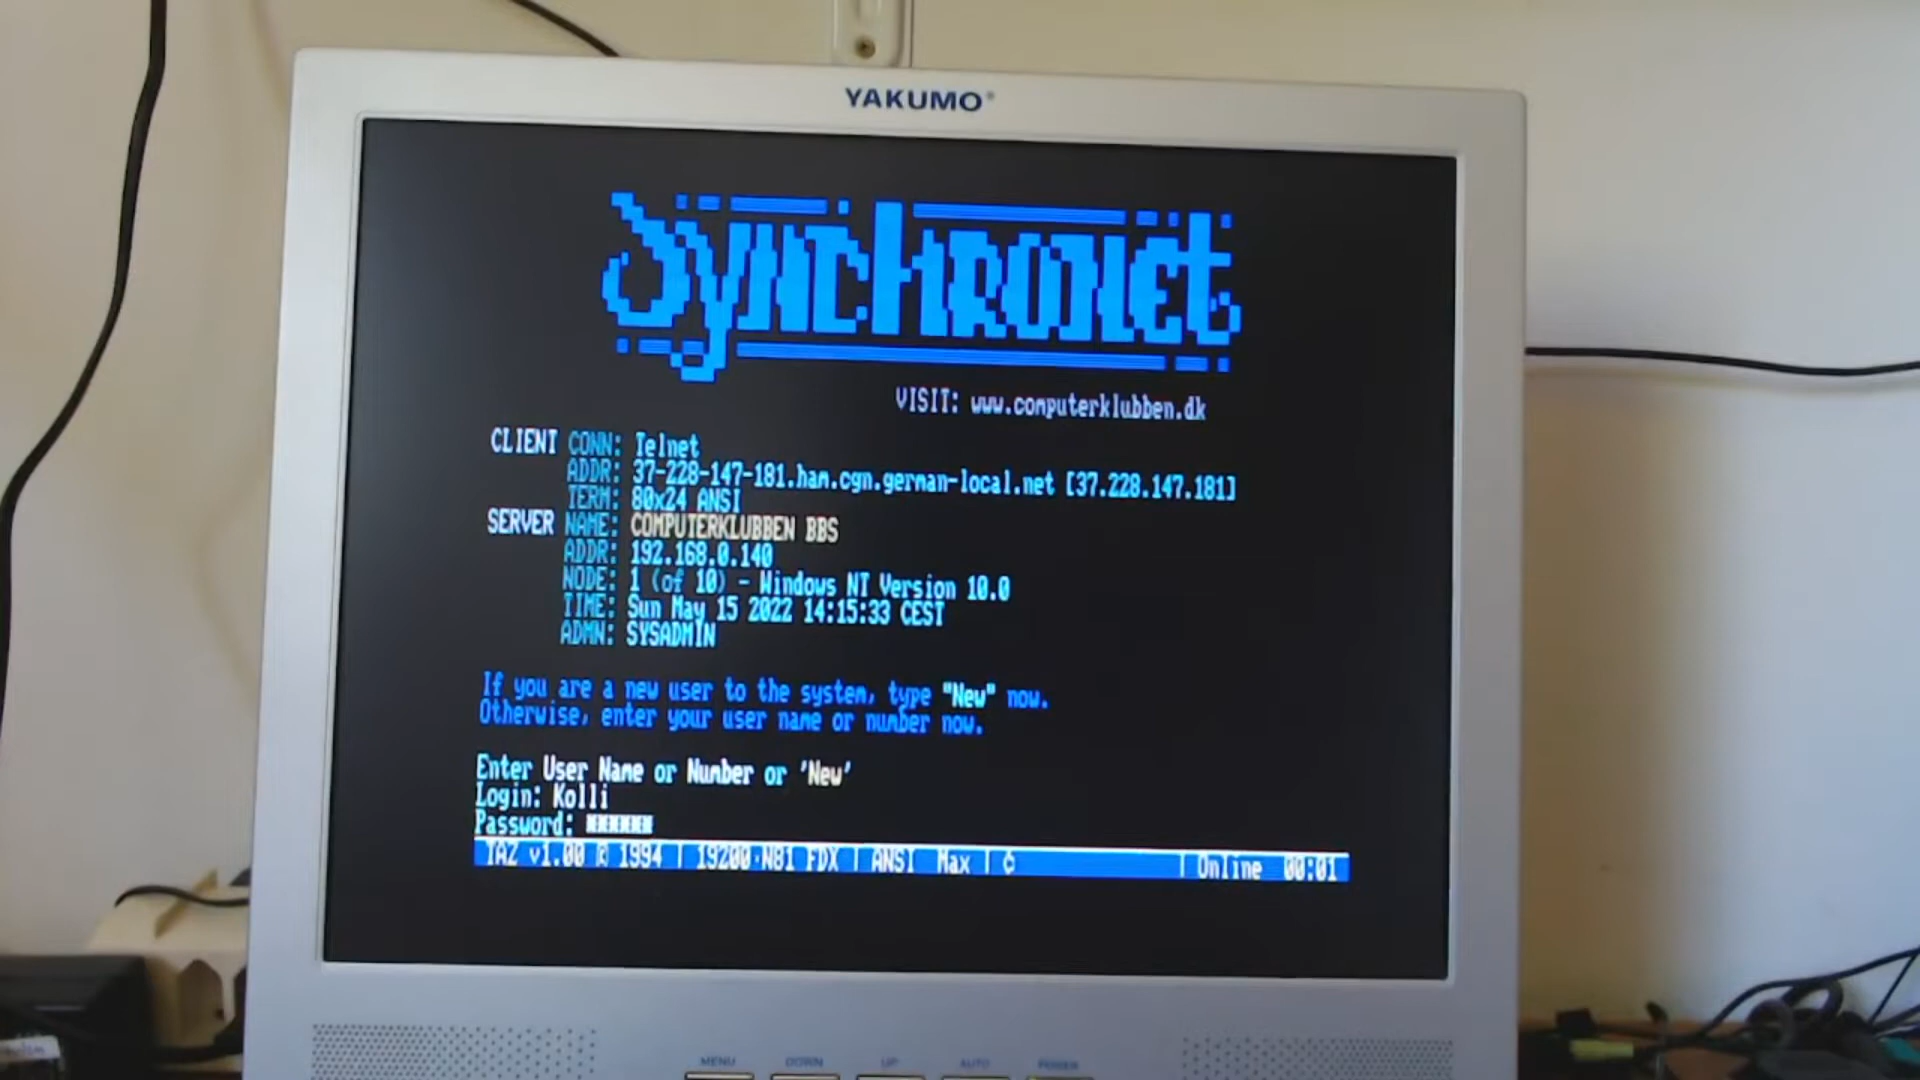 YAKUMO
Synchronet
VISIT: www.computerklubben.dk
CLIENT CONN: Telnet
ADDR: 37-228-147-181.ham.cgn.german-local.net [37.228.147.181]
TERM: 80x24 ANSI
SERVER NAME: COMPUTERKLUBBEN BBS
ADDR: 192.168.0.140
NODE: 1 (of 10) - Windows NT Version 10.0
TIME: Sun May 15 2022 14:15:33 CEST
ADMN: SYSADMIN
If you are a new user to the system, type "New" now.
Otherwise, enter your user name or number now.
Enter User Name or Number or 'New'
Login: Kolli
Password: ******
TAZ v1.00 © 1994 | 19200·N81 FDX | ANSI Max | | Online 00:01
MENU DOWN UP AUTO POWER